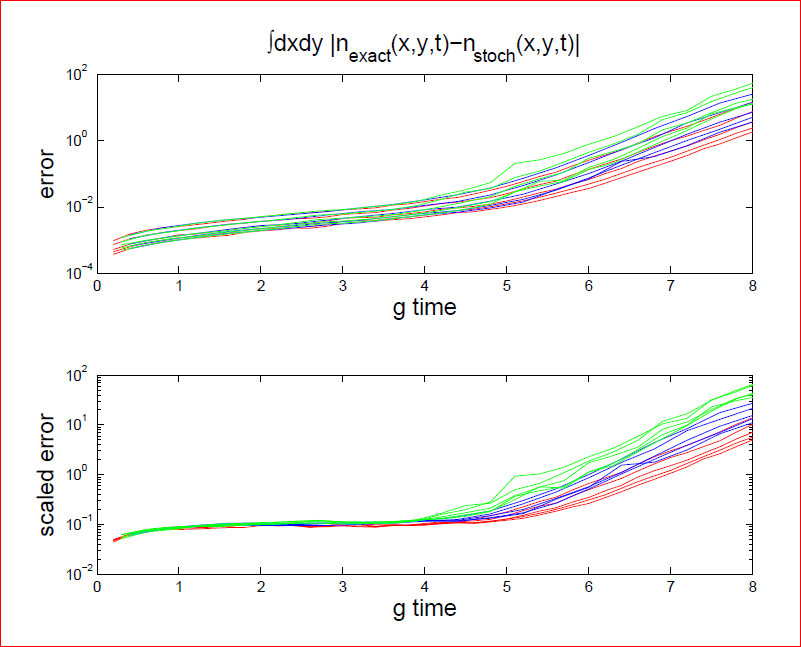 ∫dxdy |n_exact(x,y,t)−n_stoch(x,y,t)|
10^2
10^0
10^−2
10^−4
error
0 1 2 3 4 5 6 7 8
g time
10^2
10^1
10^0
10^−1
10^−2
scaled error
0 1 2 3 4 5 6 7 8
g time